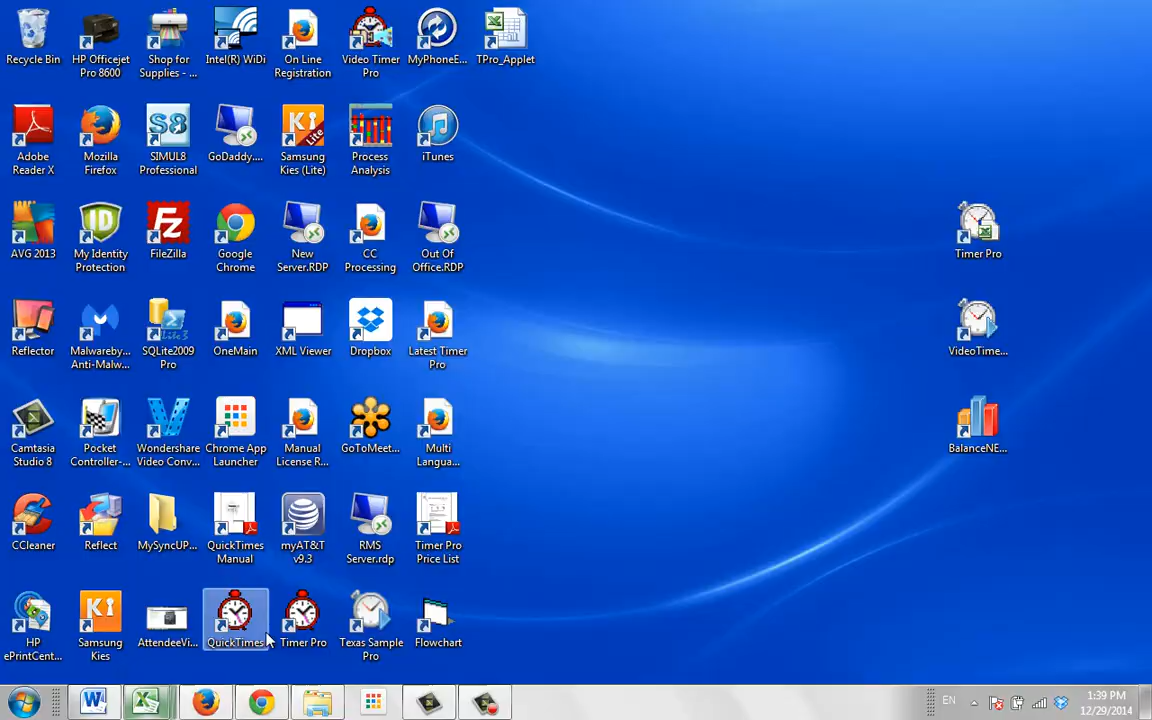 Recycle Bin
HP Officejet
Pro 8600
Shop for
Supplies - ...
Intel(R) WiDi
On Line
Registration
Video Timer
Pro
MyPhoneE...
TPro_Applet
Adobe
Reader X
Mozilla
Firefox
S8
SIMUL8
Professional
GoDaddy....
Ki
Lite
Samsung
Kies (Lite)
Process
Analysis
iTunes
AVG 2013
ID
My Identity
Protection
Fz
FileZilla
Google
Chrome
New
Server.RDP
CC
Processing
Out Of
Office.RDP
Timer Pro
Reflector
Malwareby...
Anti-Malw...
SQLite2009
Pro
OneMain
XML Viewer
Dropbox
Latest Timer
Pro
VideoTime...
Camtasia
Studio 8
Pocket
Controller-...
Wondershare
Video Conv...
Chrome App
Launcher
Manual
License R...
GoToMeet...
Multi
Langua...
BalanceNE...
CCleaner
Reflect
MySyncUP...
QuickTimes
Manual
myAT&T
v9.3
RMS
Server.rdp
Timer Pro
Price List
HP
ePrintCent...
Ki
Samsung
Kies
AttendeeVi...
QuickTimes
Timer Pro
Texas Sample
Pro
Flowchart
EN
1:39 PM
12/29/2014